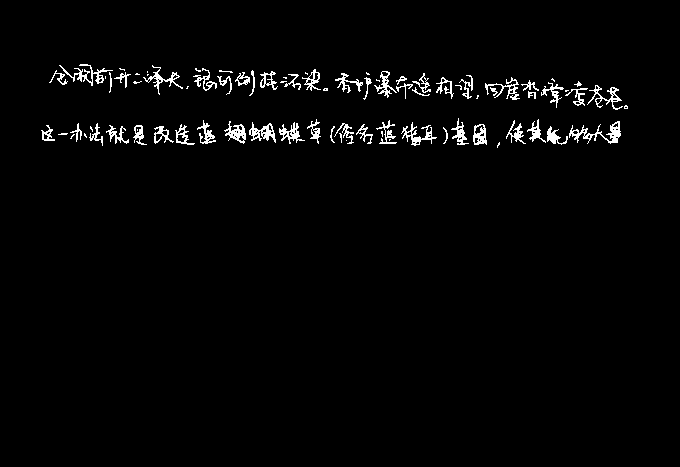 金阙前开二峰长,银河倒挂三石梁。香炉瀑布遥相望,回崖沓嶂凌苍苍。
这一办法就是改造蓝翅蝴蝶草(俗名蓝猪耳)基因,使其能够大量